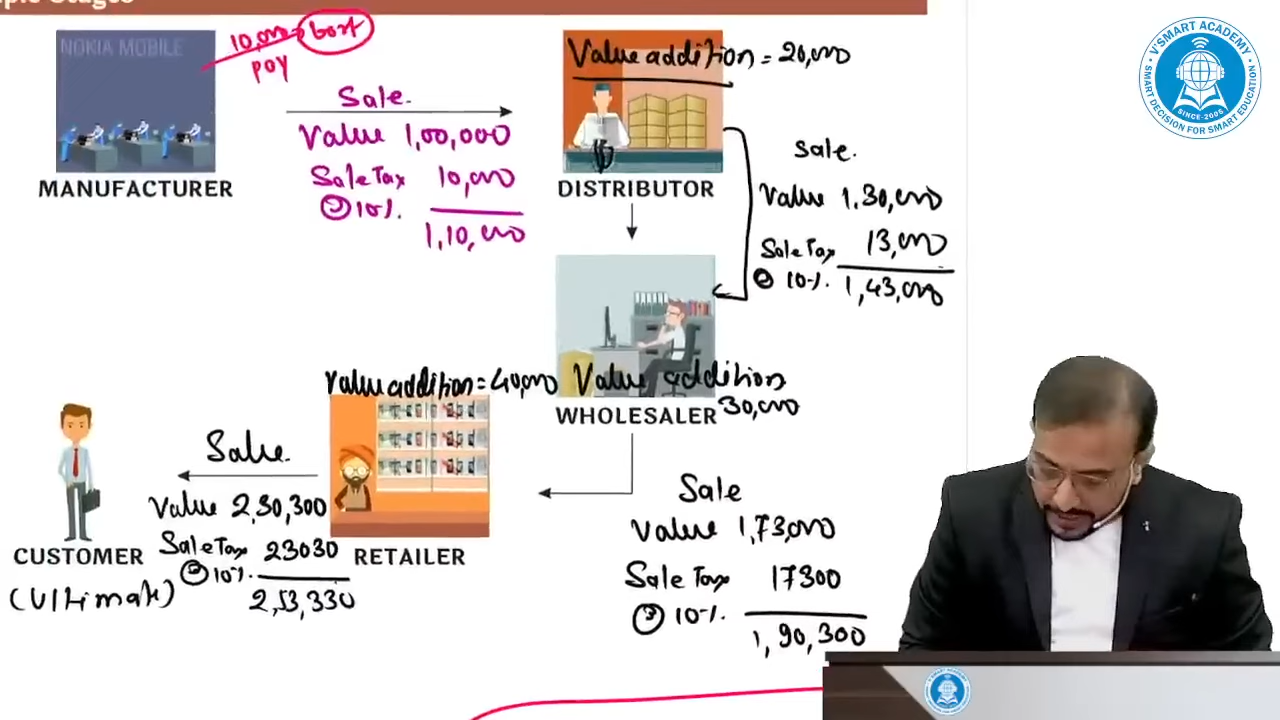 NOKIA MOBILE
10,000 → Govt
pay
MANUFACTURER
Sale.
Value 1,00,000
Sale Tax 10,000
@ 10%.
1,10,000
Value addition = 20,000
DISTRIBUTOR
Sale.
Value 1,30,000
Sale Tax 13,000
@ 10%.
1,43,000
Value addition
30,000
WHOLESALER
Sale
Value 1,73,000
Sale Tax 17300
@ 10%.
1,90,300
Value addition = 40,000
RETAILER
Sale.
Value 2,30,300
Sale Tax 23030
@ 10%.
2,53,330
CUSTOMER
(Ultimate)
V'SMART ACADEMY
SINCE-2005
SMART DECISION FOR SMART EDUCATION